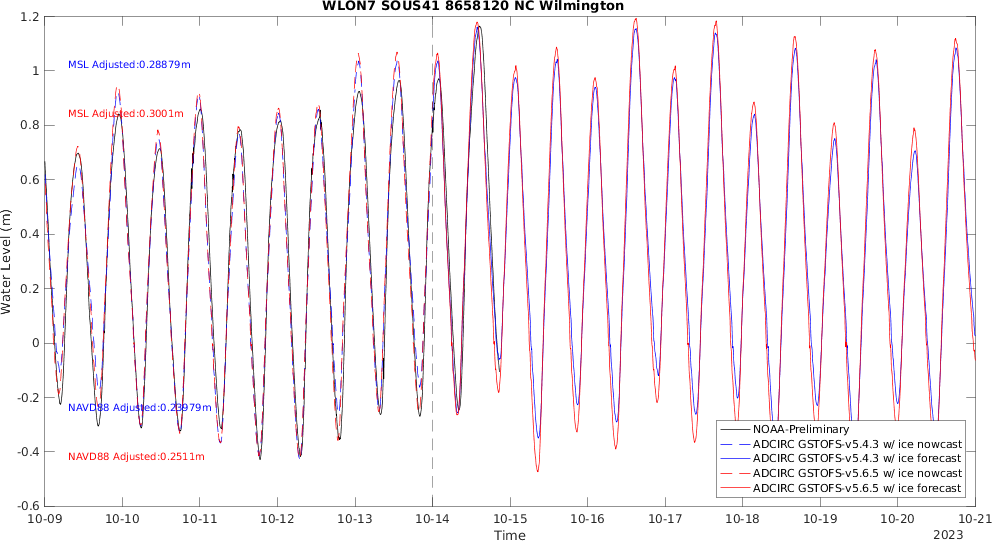 WLON7 SOUS41 8658120 NC Wilmington
1.2
1
0.8
0.6
0.4
0.2
0
-0.2
-0.4
-0.6
Water Level (m)
MSL Adjusted:0.28879m
MSL Adjusted:0.3001m
NAVD88 Adjusted:0.23979m
NAVD88 Adjusted:0.2511m
NOAA-Preliminary
ADCIRC GSTOFS-v5.4.3 w/ ice nowcast
ADCIRC GSTOFS-v5.4.3 w/ ice forecast
ADCIRC GSTOFS-v5.6.5 w/ ice nowcast
ADCIRC GSTOFS-v5.6.5 w/ ice forecast
10-09 10-10 10-11 10-12 10-13 10-14 10-15 10-16 10-17 10-18 10-19 10-20 10-21
Time
2023